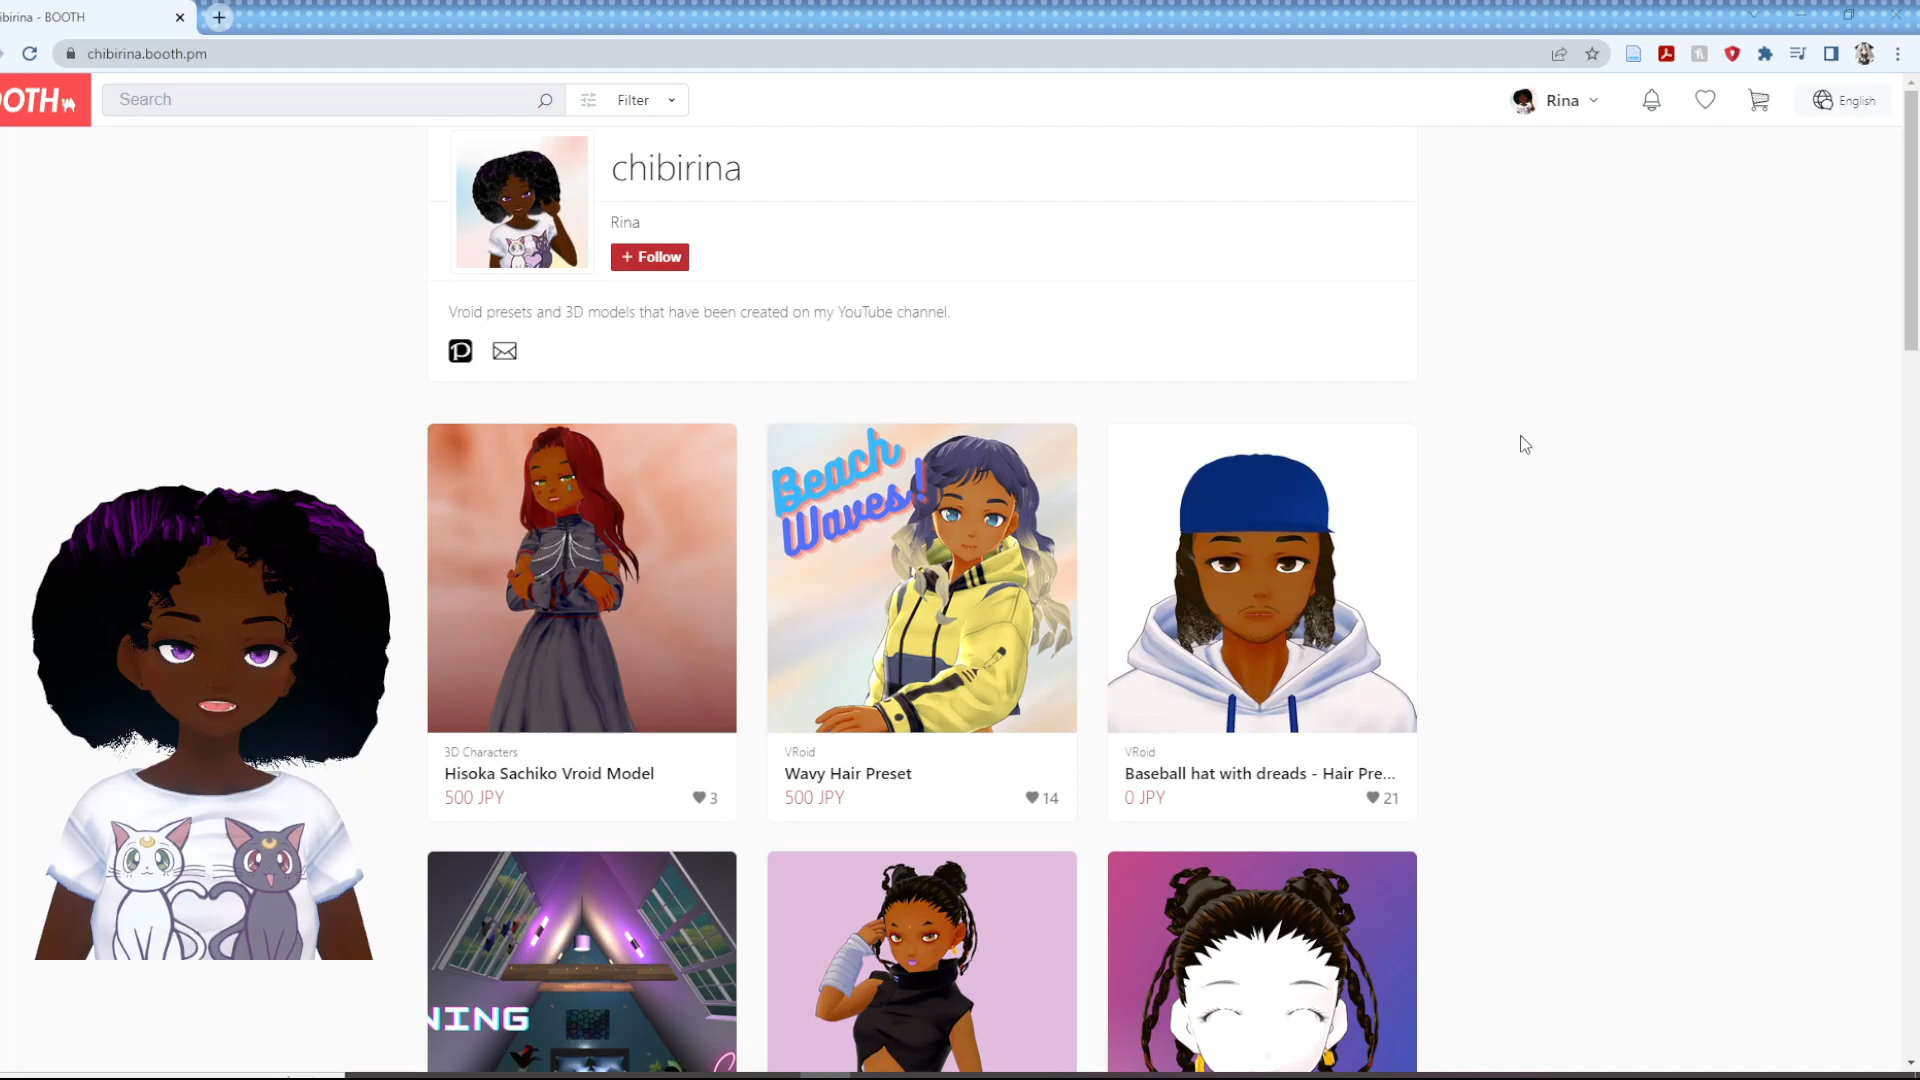 ibirina - BOOTH
chibirina.booth.pm
OOTH
Search
Filter
Rina
English
chibirina
Rina
+ Follow
Vroid presets and 3D models that have been created on my YouTube channel.
Beach
Waves!
3D Characters
Hisoka Sachiko Vroid Model
500 JPY
3
VRoid
Wavy Hair Preset
500 JPY
14
VRoid
Baseball hat with dreads - Hair Pre...
0 JPY
21
NING